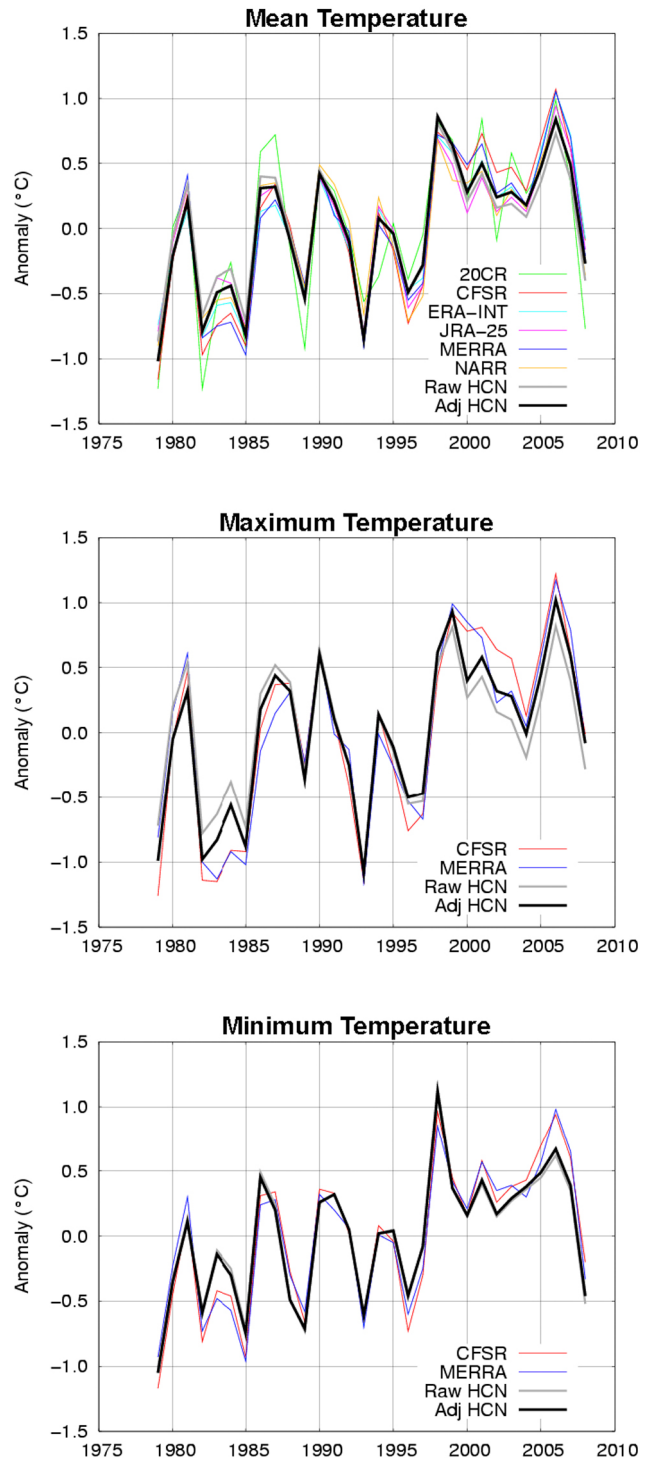 Mean Temperature
1.5
1.0
0.5
0.0
−0.5
−1.0
−1.5
Anomaly (°C)
20CR
CFSR
ERA−INT
JRA−25
MERRA
NARR
Raw HCN
Adj HCN
1975 1980 1985 1990 1995 2000 2005 2010
Maximum Temperature
1.5
1.0
0.5
0.0
−0.5
−1.0
−1.5
Anomaly (°C)
CFSR
MERRA
Raw HCN
Adj HCN
1975 1980 1985 1990 1995 2000 2005 2010
Minimum Temperature
1.5
1.0
0.5
0.0
−0.5
−1.0
−1.5
Anomaly (°C)
CFSR
MERRA
Raw HCN
Adj HCN
1975 1980 1985 1990 1995 2000 2005 2010